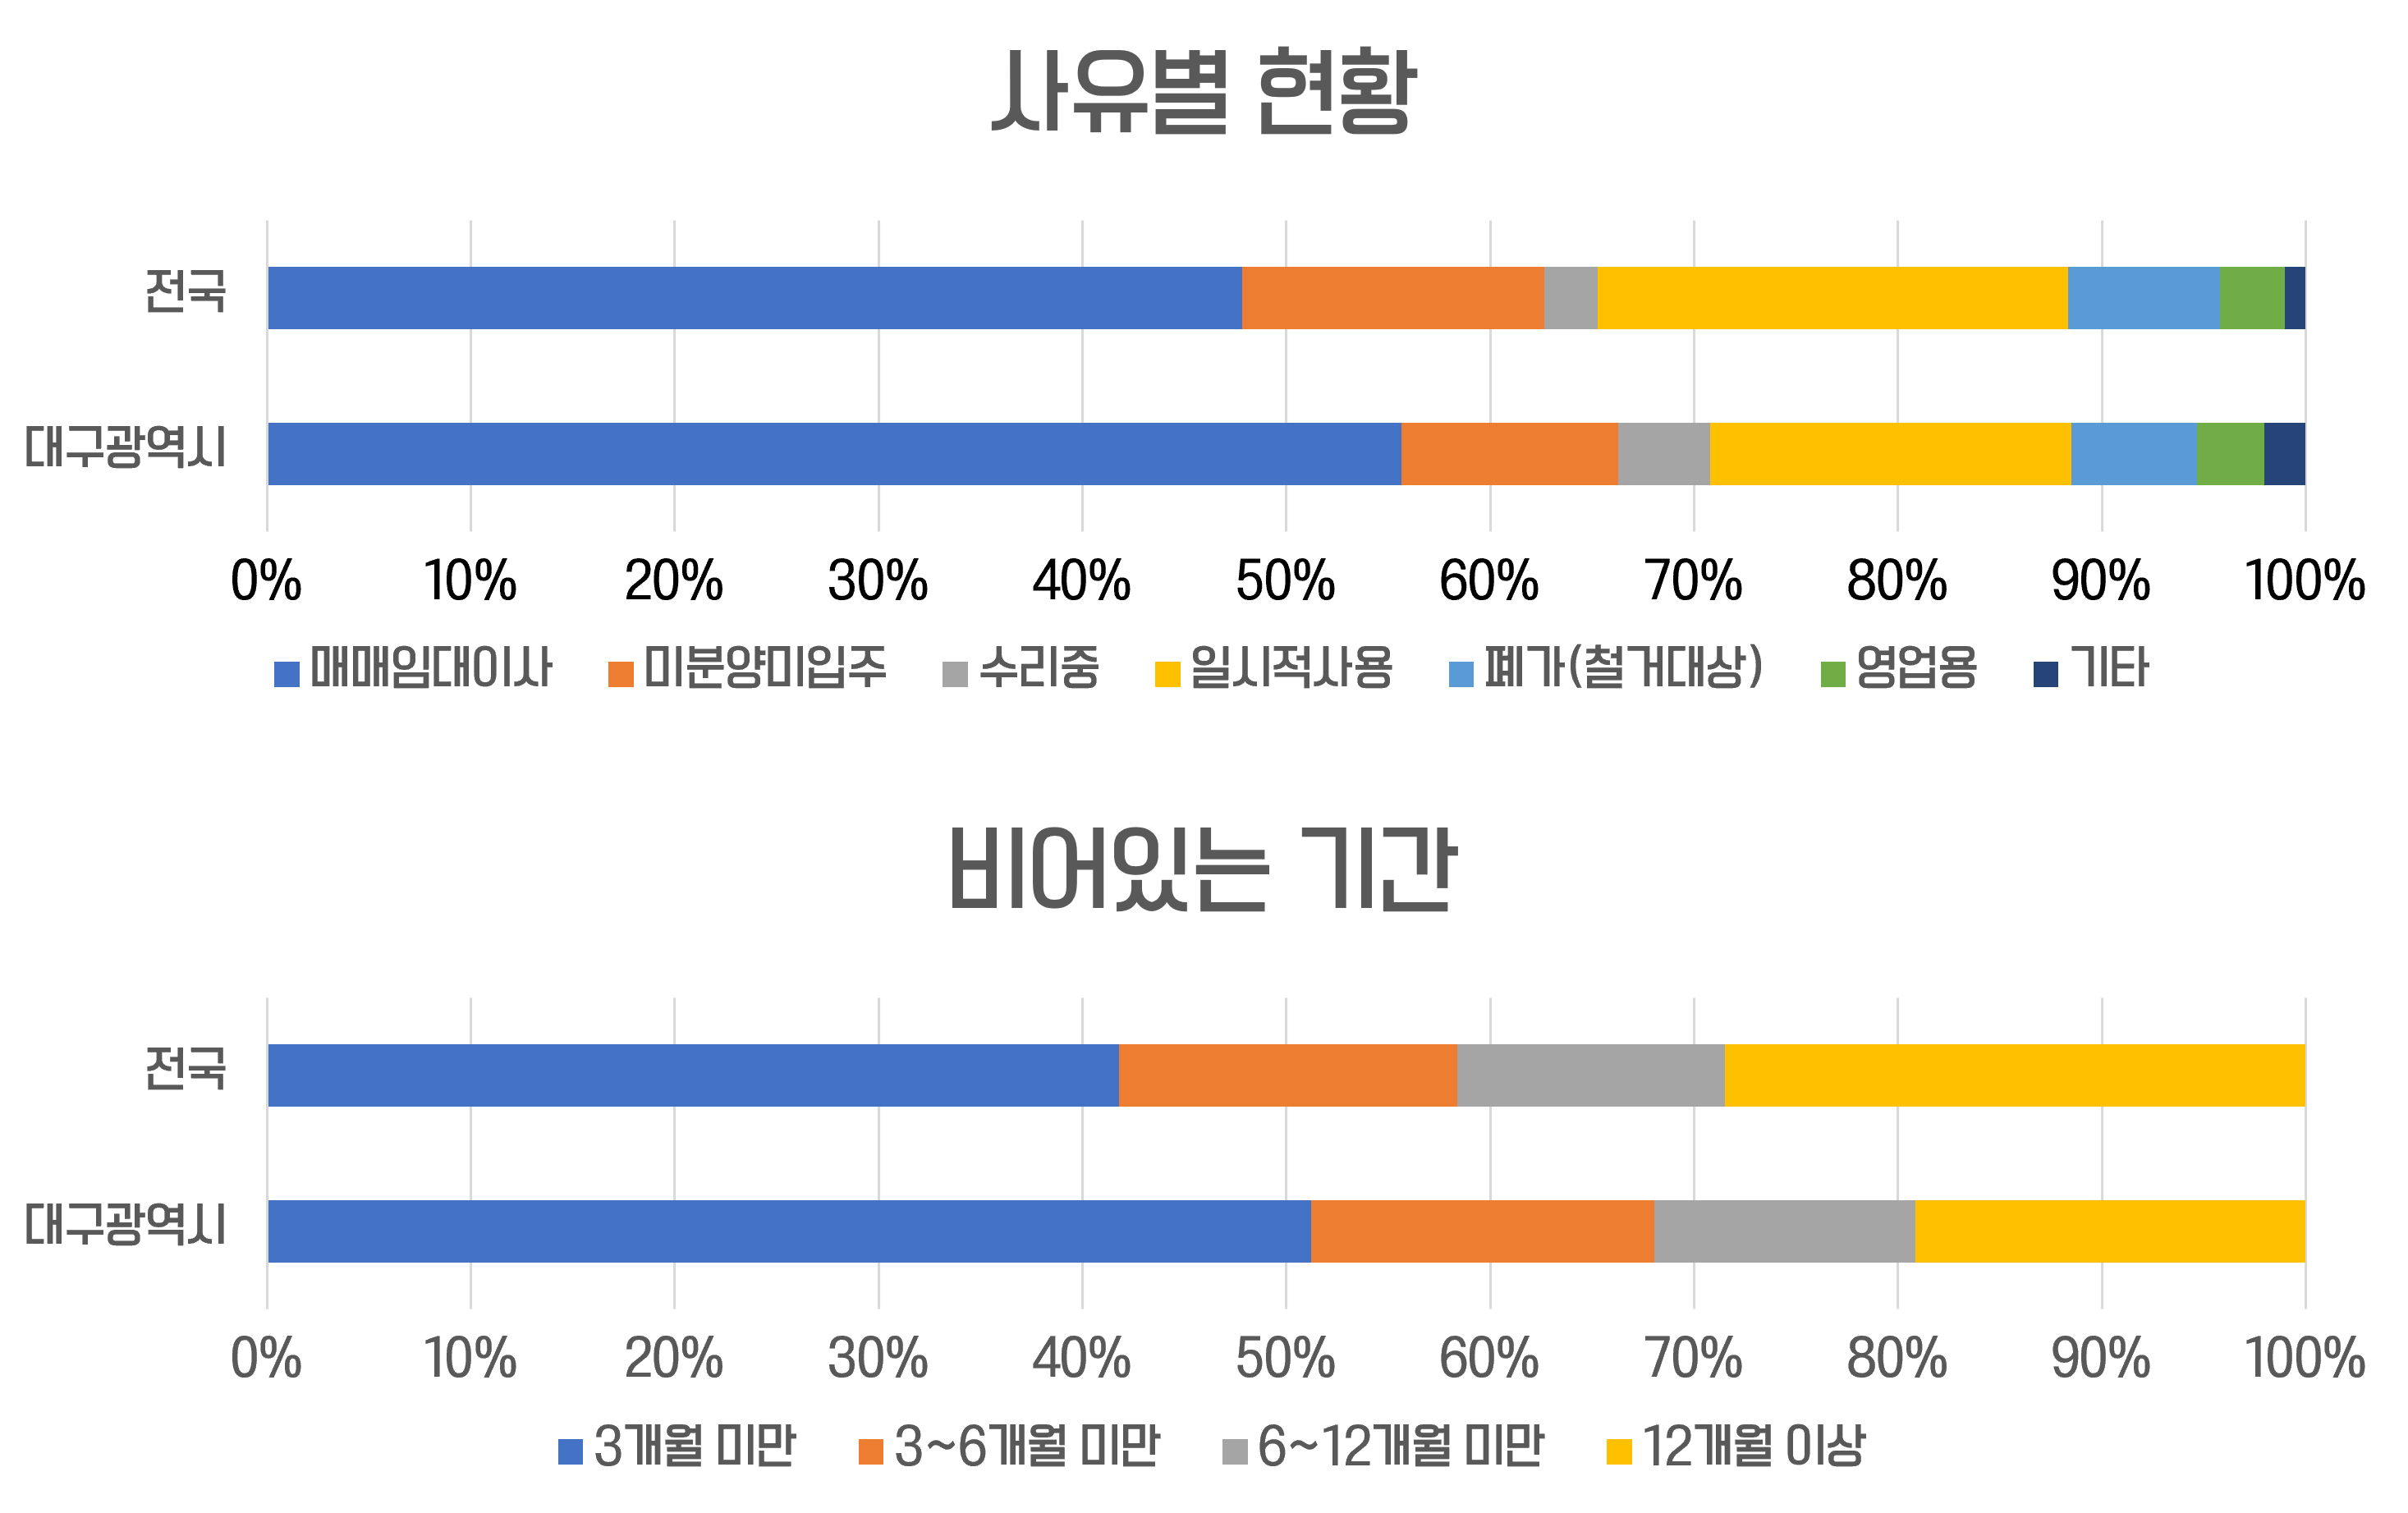 사유별 현황
전국
대구광역시
0% 10% 20% 30% 40% 50% 60% 70% 80% 90% 100%
매매임대이사 미분양미입주 수리중 일시적사용 폐가(철거대상) 영업용 기타
비어있는 기간
전국
대구광역시
0% 10% 20% 30% 40% 50% 60% 70% 80% 90% 100%
3개월 미만 3~6개월 미만 6~12개월 미만 12개월 이상